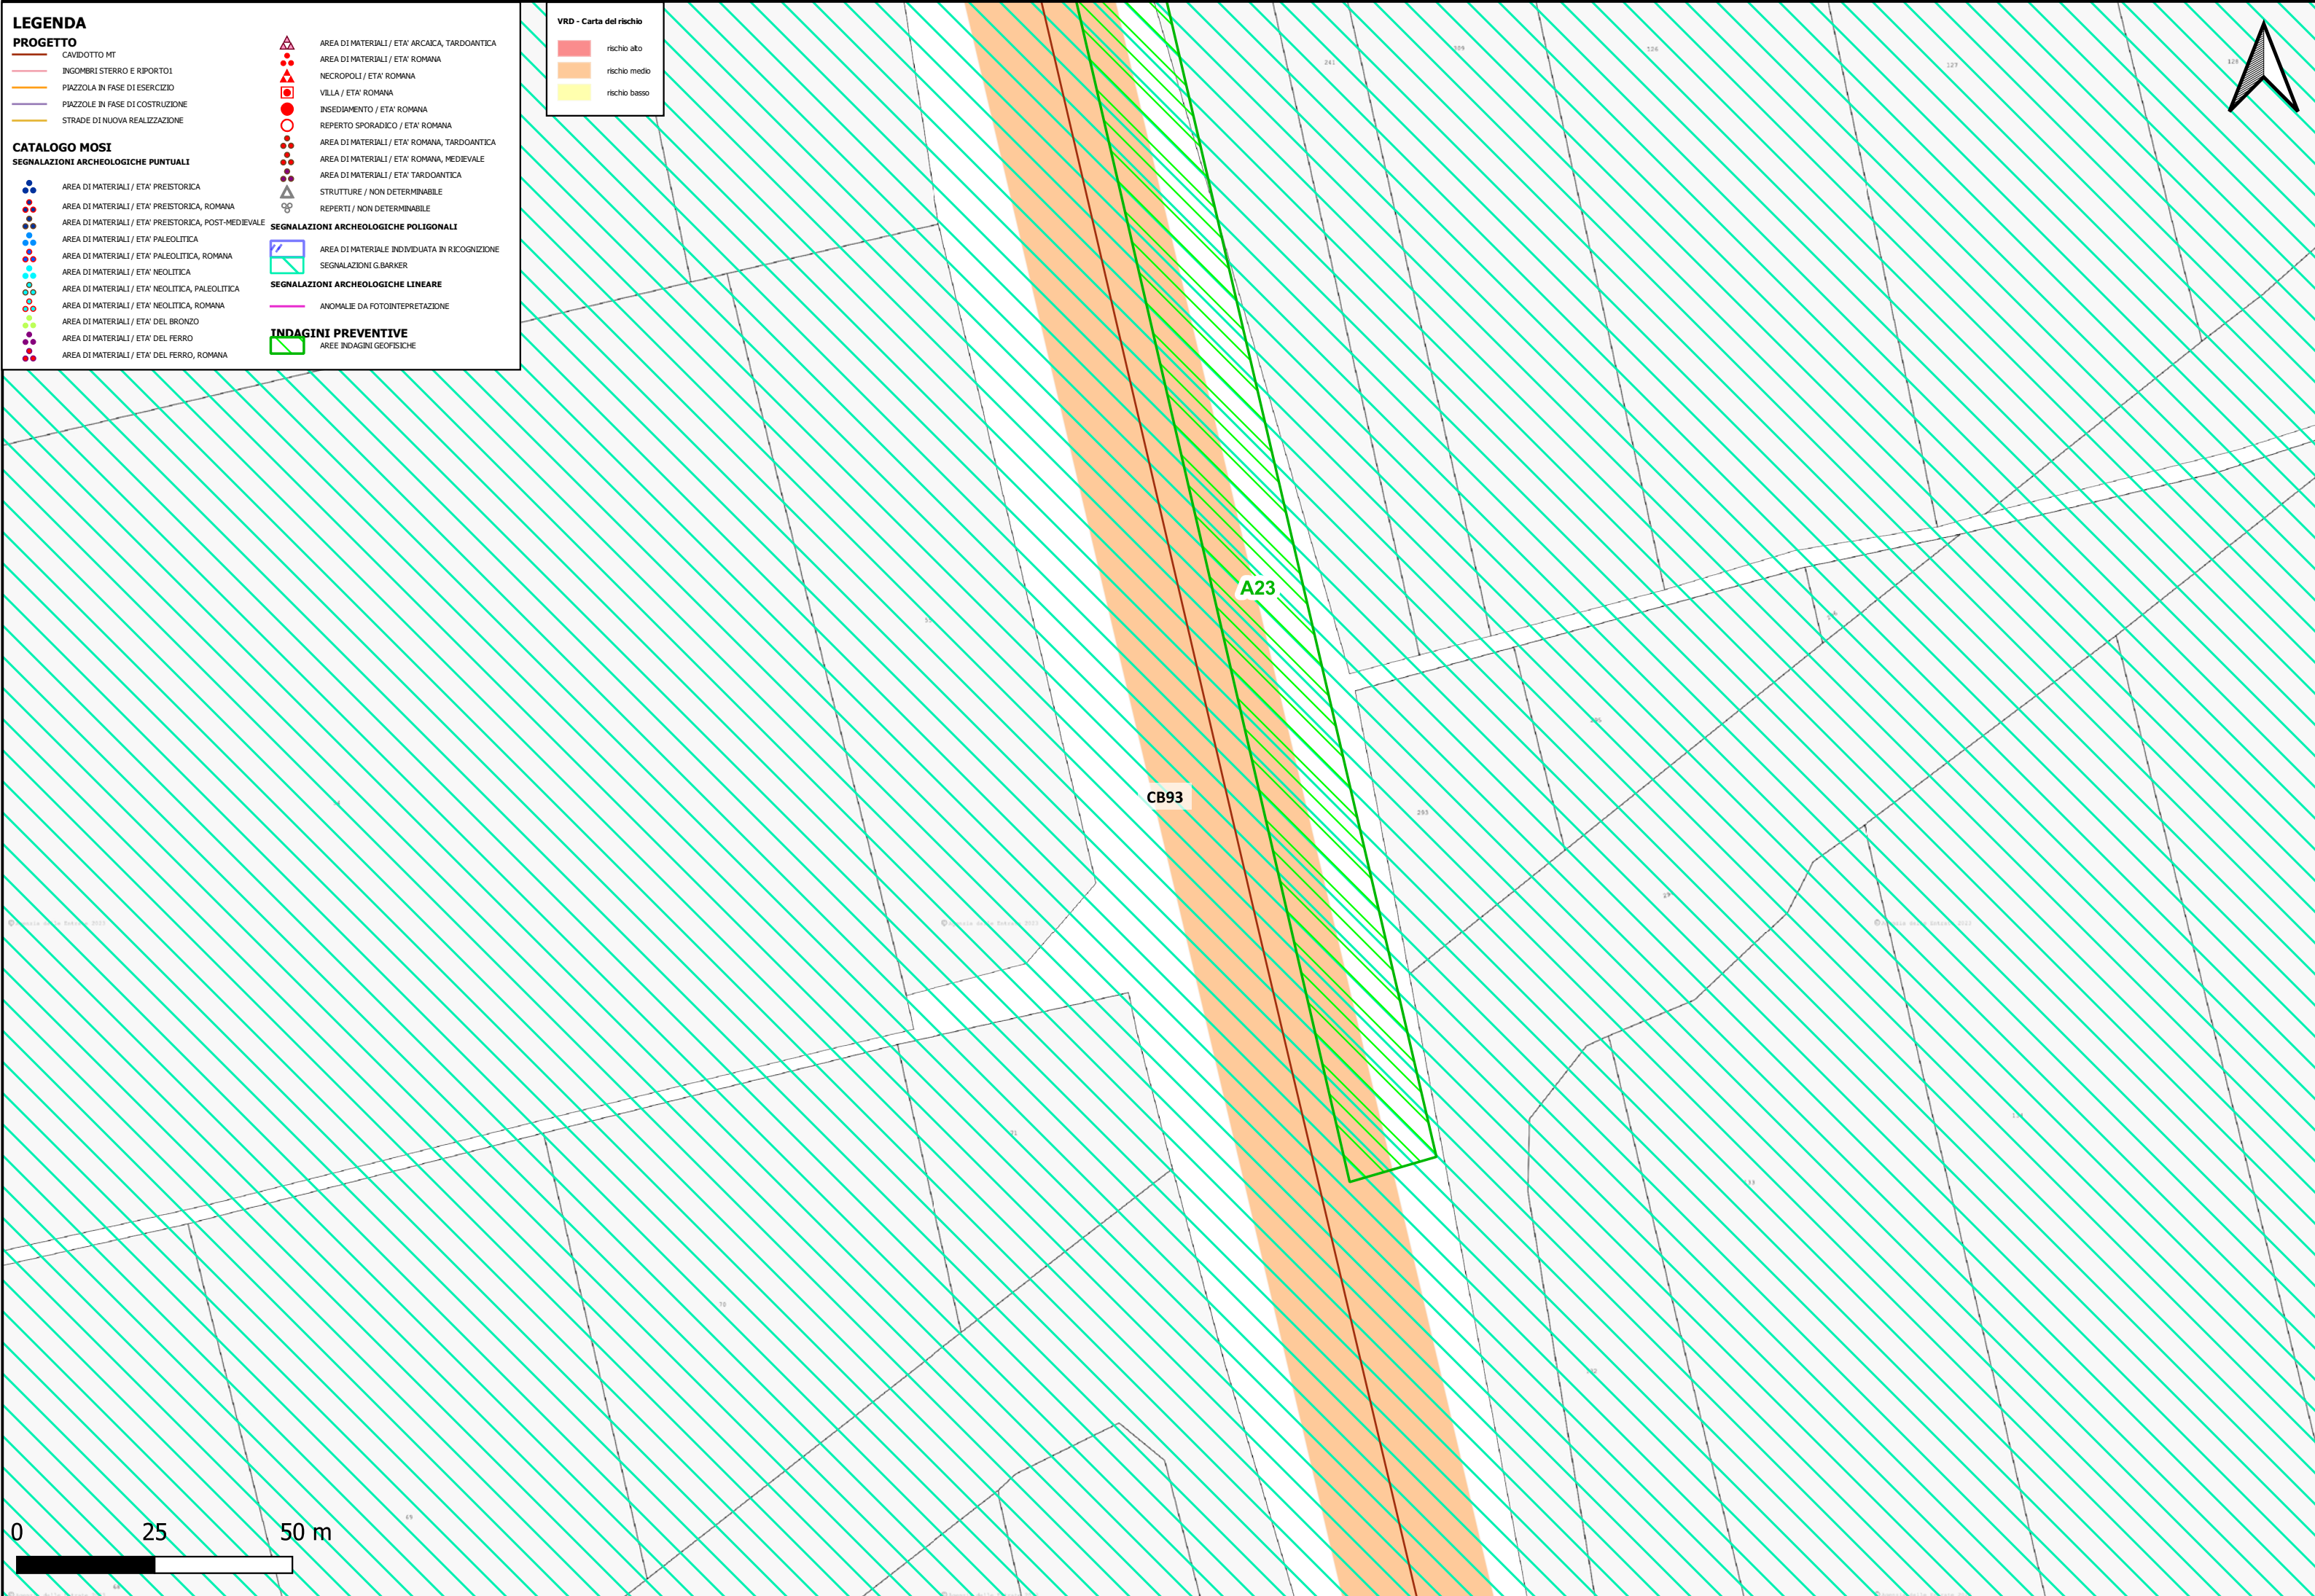 LEGENDA
PROGETTO
CAVIDOTTO MT
INGOMBRI STERRO E RIPORTO1
PIAZZOLA IN FASE DI ESERCIZIO
PIAZZOLE IN FASE DI COSTRUZIONE
STRADE DI NUOVA REALIZZAZIONE
CATALOGO MOSI
SEGNALAZIONI ARCHEOLOGICHE PUNTUALI
AREA DI MATERIALI / ETA' PREISTORICA
AREA DI MATERIALI / ETA' PREISTORICA, ROMANA
AREA DI MATERIALI / ETA' PREISTORICA, POST-MEDIEVALE
AREA DI MATERIALI / ETA' PALEOLITICA
AREA DI MATERIALI / ETA' PALEOLITICA, ROMANA
AREA DI MATERIALI / ETA' NEOLITICA
AREA DI MATERIALI / ETA' NEOLITICA, PALEOLITICA
AREA DI MATERIALI / ETA' NEOLITICA, ROMANA
AREA DI MATERIALI / ETA' DEL BRONZO
AREA DI MATERIALI / ETA' DEL FERRO
AREA DI MATERIALI / ETA' DEL FERRO, ROMANA
AREA DI MATERIALI / ETA' ARCAICA, TARDOANTICA
AREA DI MATERIALI / ETA' ROMANA
NECROPOLI / ETA' ROMANA
VILLA / ETA' ROMANA
INSEDIAMENTO / ETA' ROMANA
REPERTO SPORADICO / ETA' ROMANA
AREA DI MATERIALI / ETA' ROMANA, TARDOANTICA
AREA DI MATERIALI / ETA' ROMANA, MEDIEVALE
AREA DI MATERIALI / ETA' TARDOANTICA
STRUTTURE / NON DETERMINABILE
REPERTI / NON DETERMINABILE
SEGNALAZIONI ARCHEOLOGICHE POLIGONALI
AREA DI MATERIALE INDIVIDUATA IN RICOGNIZIONE
SEGNALAZIONI G.BARKER
SEGNALAZIONI ARCHEOLOGICHE LINEARE
ANOMALIE DA FOTOINTEPRETAZIONE
INDAGINI PREVENTIVE
AREE INDAGINI GEOFISICHE
VRD - Carta del rischio
rischio alto
rischio medio
rischio basso
241
126
127
129
A23
CB93
203
70
69
0 25 50 m